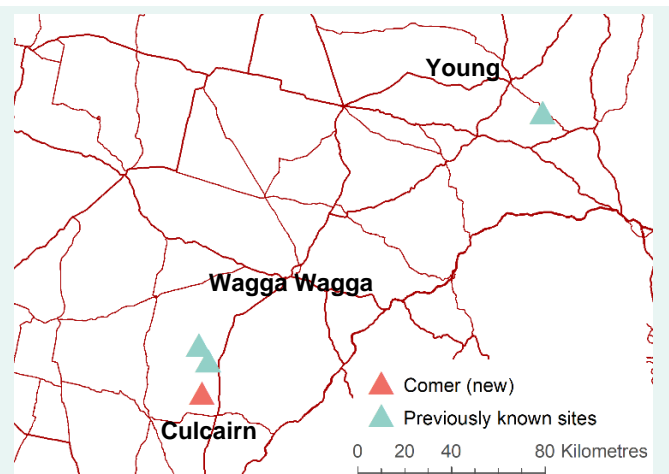 Young
Wagga Wagga
Culcairn
Comer (new)
Previously known sites
0 20 40 80 Kilometres